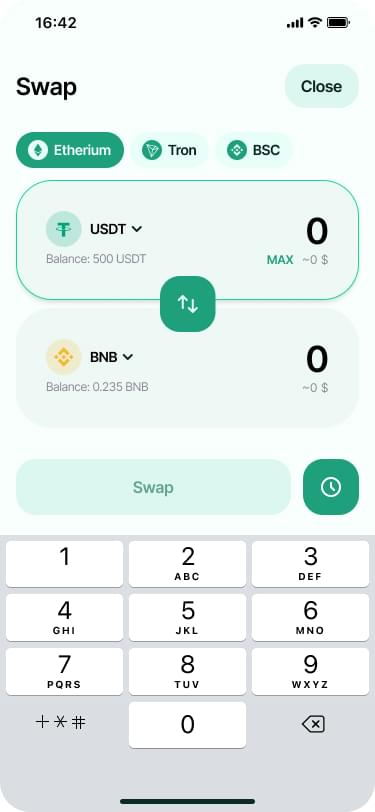 16:42
Swap
Close
Etherium
Tron
BSC
USDT
0
Balance: 500 USDT
MAX ~0 $
BNB
0
Balance: 0.235 BNB
~0 $
Swap
1
2
ABC
3
DEF
4
GHI
5
JKL
6
MNO
7
PQRS
8
TUV
9
WXYZ
+*#
0